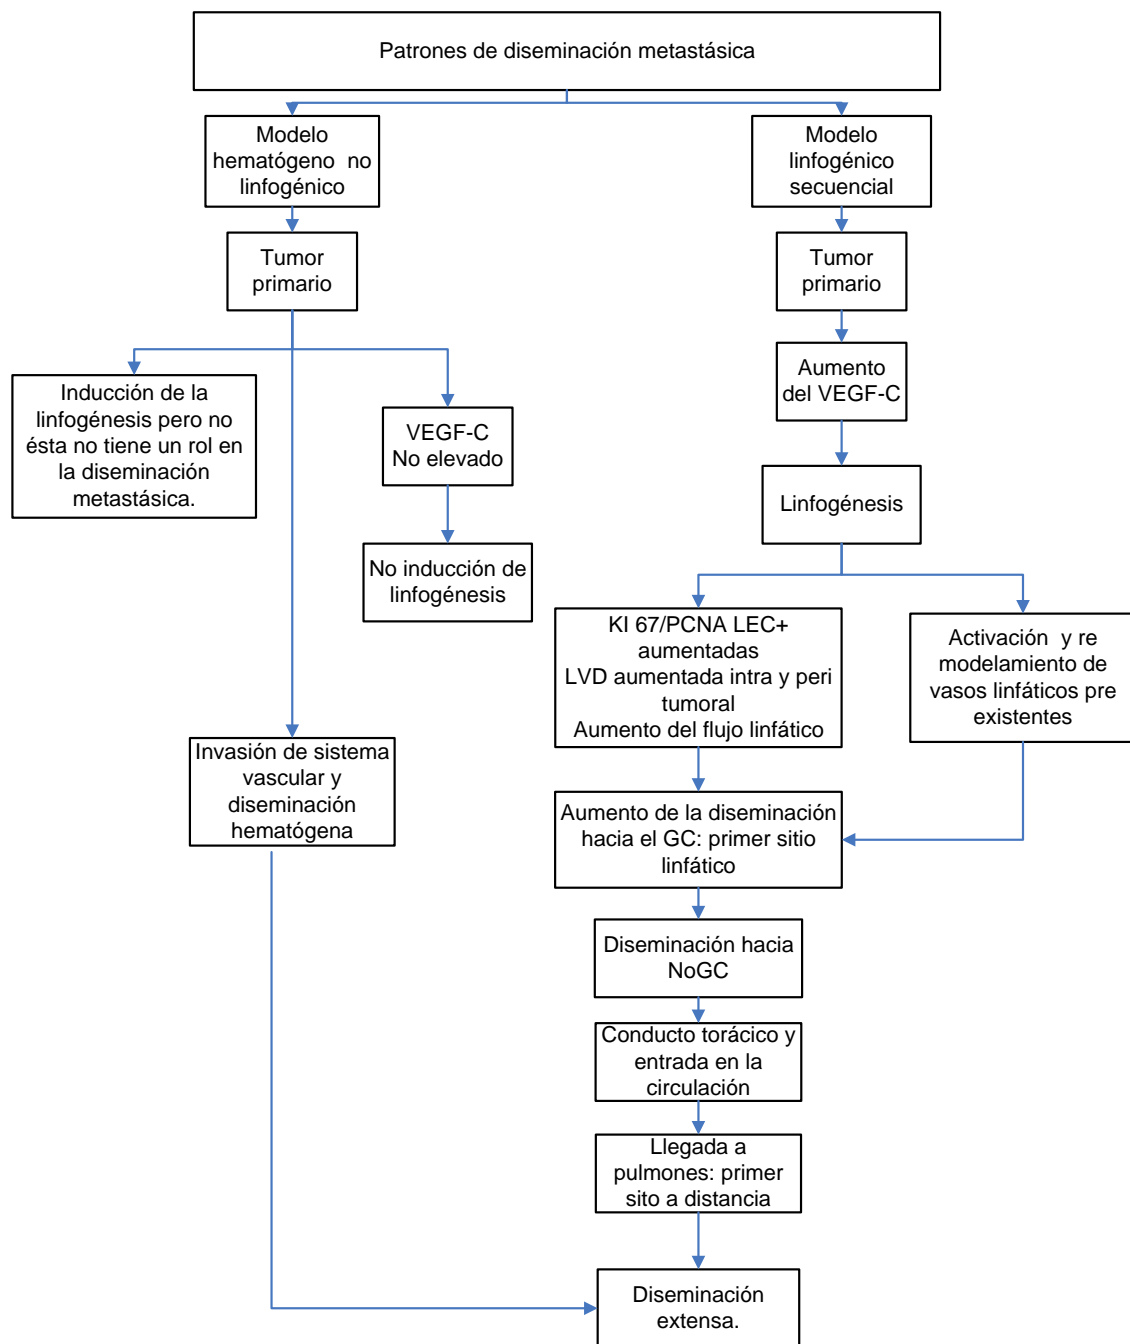 Patrones de diseminación metastásica
Modelo
hematógeno no
linfogénico
Modelo
linfogénico
secuencial
Tumor
primario
Tumor
primario
Inducción de la
linfogénesis pero no
ésta no tiene un rol en
la diseminación
metastásica.
VEGF-C
No elevado
Aumento
del VEGF-C
No inducción de
linfogénesis
Linfogénesis
KI 67/PCNA LEC+
aumentadas
LVD aumentada intra y peri
tumoral
Aumento del flujo linfático
Activación y re
modelamiento de
vasos linfáticos pre
existentes
Invasión de sistema
vascular y
diseminación
hematógena
Aumento de la diseminación
hacia el GC: primer sitio
linfático
Diseminación hacia
NoGC
Conducto torácico y
entrada en la
circulación
Llegada a
pulmones: primer
sito a distancia
Diseminación
extensa.